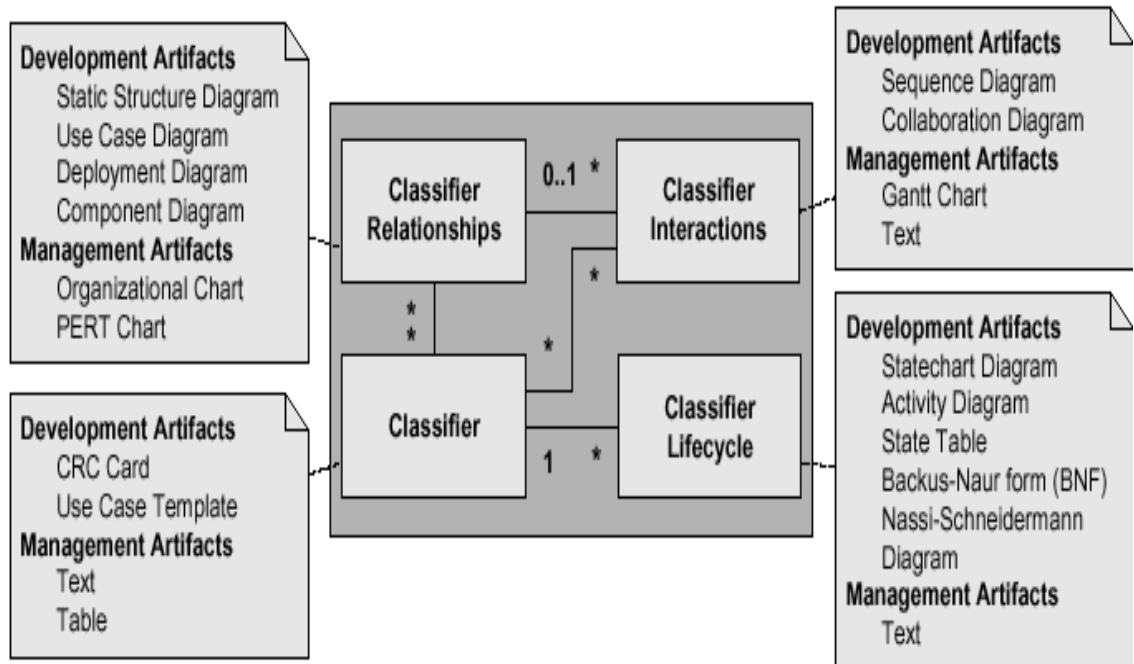 Development Artifacts
Static Structure Diagram
Use Case Diagram
Deployment Diagram
Component Diagram
Management Artifacts
Organizational Chart
PERT Chart
Development Artifacts
CRC Card
Use Case Template
Management Artifacts
Text
Table
Classifier
Relationships
0..1 *
Classifier
Interactions
*
*
*
*
Classifier
1 *
Classifier
Lifecycle
Development Artifacts
Sequence Diagram
Collaboration Diagram
Management Artifacts
Gantt Chart
Text
Development Artifacts
Statechart Diagram
Activity Diagram
State Table
Backus-Naur form (BNF)
Nassi-Schneidermann
Diagram
Management Artifacts
Text